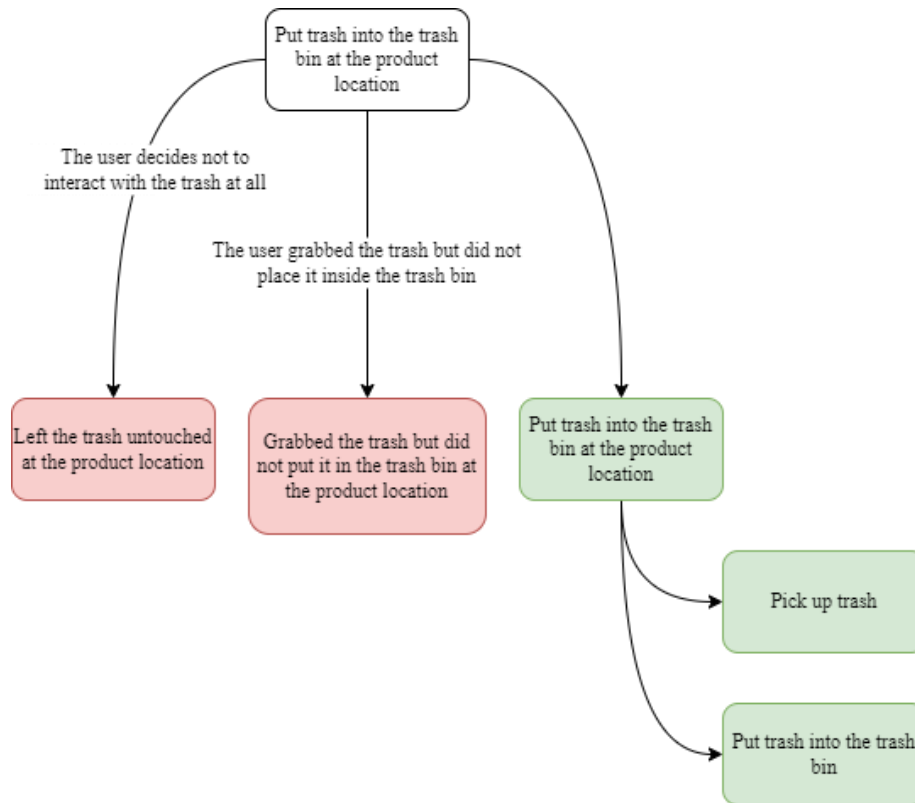 Put trash into the trash
bin at the product
location
The user decides not to
interact with the trash at all
The user grabbed the trash but did not
place it inside the trash bin
Left the trash untouched
at the product location
Grabbed the trash but did
not put it in the trash bin at
the product location
Put trash into the trash
bin at the product
location
Pick up trash
Put trash into the trash
bin